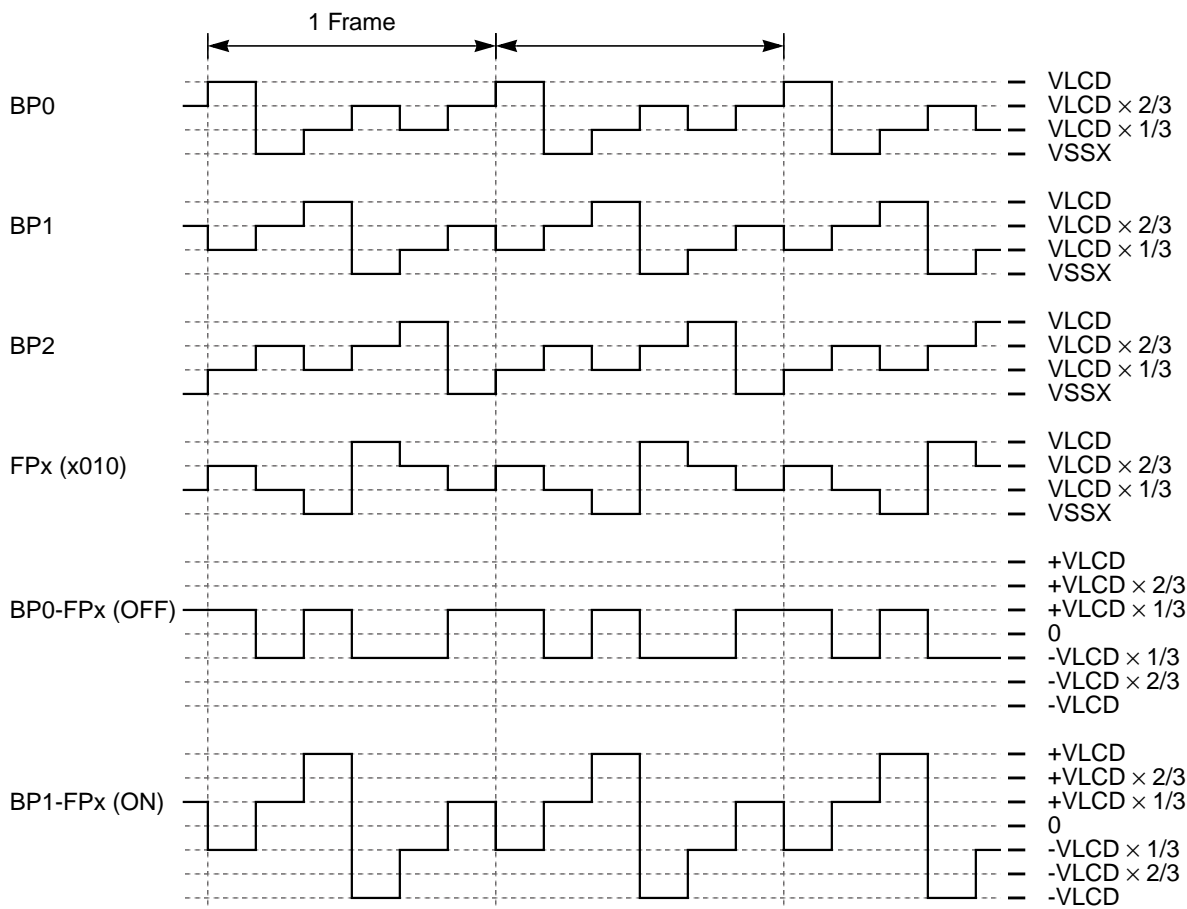 1 Frame
BP0
VLCD
VLCD × 2/3
VLCD × 1/3
VSSX
BP1
VLCD
VLCD × 2/3
VLCD × 1/3
VSSX
BP2
VLCD
VLCD × 2/3
VLCD × 1/3
VSSX
FPx (x010)
VLCD
VLCD × 2/3
VLCD × 1/3
VSSX
BP0-FPx (OFF)
+VLCD
+VLCD × 2/3
+VLCD × 1/3
0
-VLCD × 1/3
-VLCD × 2/3
-VLCD
BP1-FPx (ON)
+VLCD
+VLCD × 2/3
+VLCD × 1/3
0
-VLCD × 1/3
-VLCD × 2/3
-VLCD